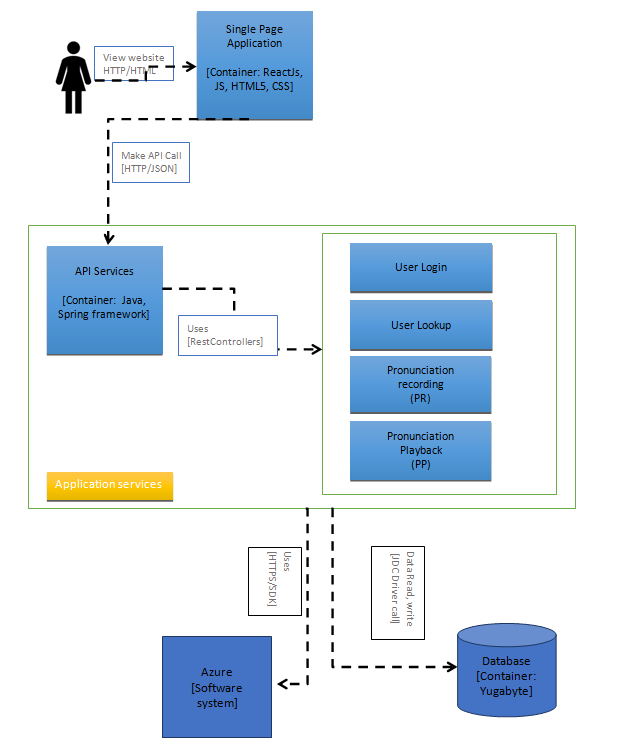 Single Page
Application
[Container: ReactJs,
JS, HTML5, CSS]
View website
HTTP/HTML
Make API Call
[HTTP/JSON]
API Services
[Container:  Java,
Spring framework]
Uses
[RestControllers]
User Login
User Lookup
Pronunciation
recording
(PR)
Pronunciation
Playback
(PP)
Application services
Uses
[HTTPS/SDK]
Data Read, write
[JDC Driver call]
Azure
[Software
system]
Database
[Container:
Yugabyte]